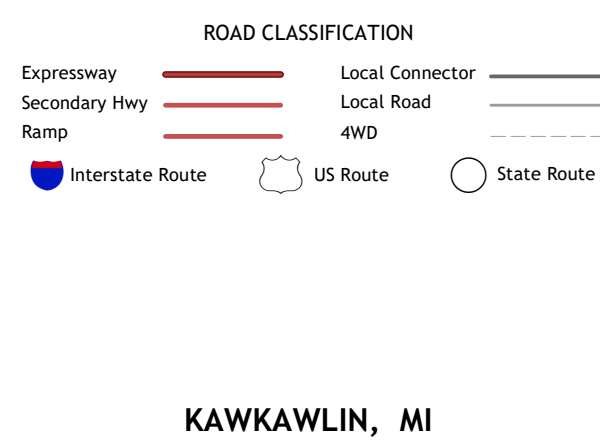 ROAD CLASSIFICATION
Expressway
Local Connector
Secondary Hwy
Local Road
Ramp
4WD
Interstate Route
US Route
State Route
KAWKAWLIN, MI